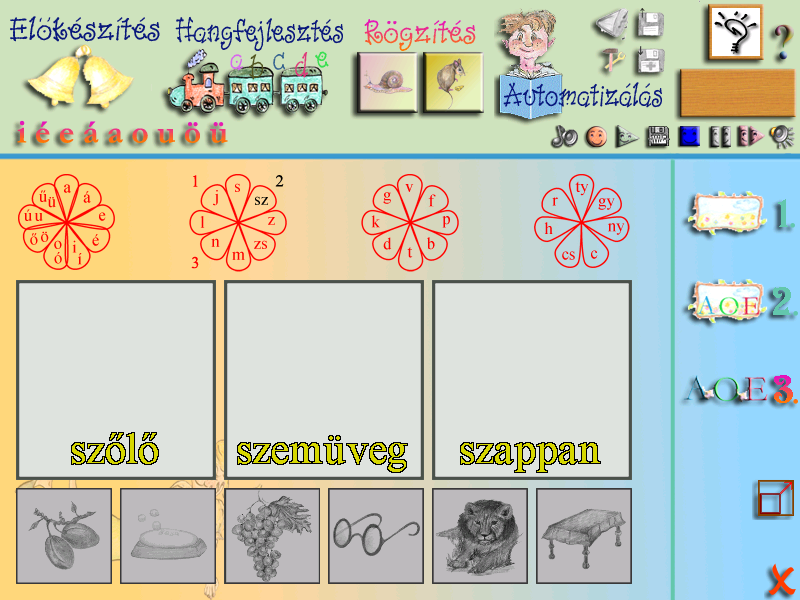 Előkészítés Hangfejlesztés Rögzítés
a b c d e
Automatizálás
i é e á a o u ö ü
Jo
?
a á e é í i ó o ö ő u ú ü ű
1 2 3
s sz z zs m n l j
v f p b t d k g
ty gy ny c cs h r
1.
AOE 2.
AOE 3.
szőlő szemüveg szappan
X